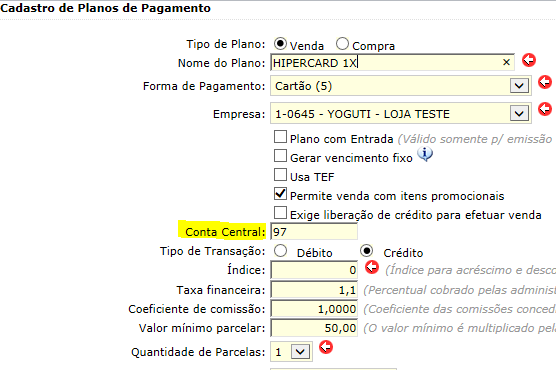 Cadastro de Planos de Pagamento
Tipo de Plano: Venda Compra
Nome do Plano: HIPERCARD 1X
Forma de Pagamento: Cartão (5)
Empresa: 1-0645 - YOGUTI - LOJA TESTE
Plano com Entrada (Válido somente p/ emissão
Gerar vencimento fixo
Usa TEF
Permite venda com itens promocionais
Exige liberação de crédito para efetuar venda
Conta Central: 97
Tipo de Transação: Débito Crédito
Índice: 0 (Índice para acréscimo e desco
Taxa financeira: 1,1 (Percentual cobrado pelas adminis
Coeficiente de comissão: 1,0000 (Coeficiente das comissões conced
Valor mínimo parcelar: 50,00 (O valor mínimo é multiplicado pel
Quantidade de Parcelas: 1